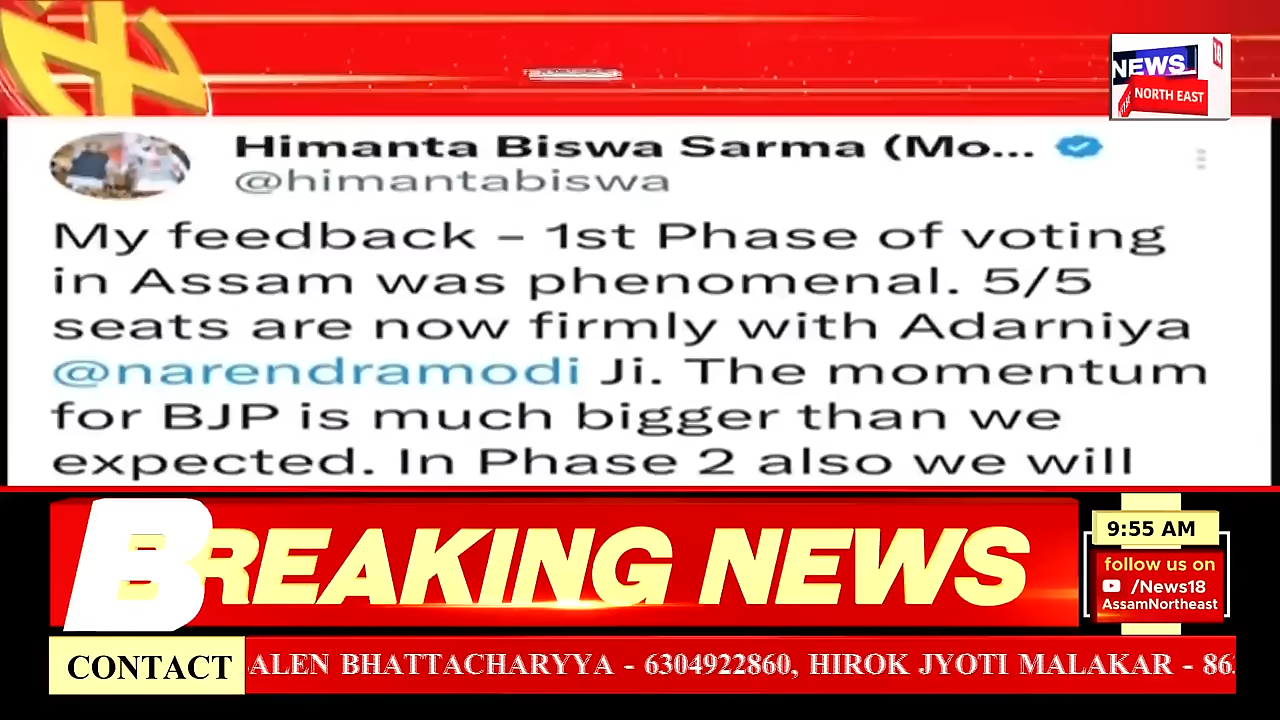 NEWS 18
NORTH EAST
Himanta Biswa Sarma (Mo...
@himantabiswa
My feedback – 1st Phase of voting
in Assam was phenomenal. 5/5
seats are now firmly with Adarniya
@narendramodi Ji. The momentum
for BJP is much bigger than we
expected. In Phase 2 also we will
BREAKING NEWS
9:55 AM
follow us on
/News18
AssamNortheast
CONTACT
ALEN BHATTACHARYYA - 6304922860, HIROK JYOTI MALAKAR - 86